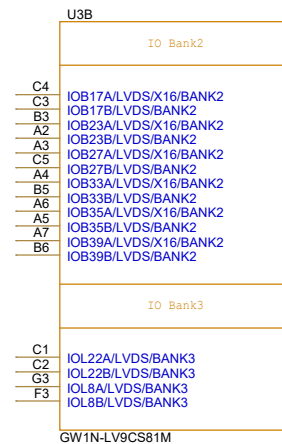 U3B
IO Bank2
C4 IOB17A/LVDS/X16/BANK2
C3 IOB17B/LVDS/BANK2
B3 IOB23A/LVDS/X16/BANK2
A2 IOB23B/LVDS/BANK2
A3 IOB27A/LVDS/X16/BANK2
C5 IOB27B/LVDS/BANK2
A4 IOB33A/LVDS/X16/BANK2
B5 IOB33B/LVDS/BANK2
A6 IOB35A/LVDS/X16/BANK2
A5 IOB35B/LVDS/BANK2
A7 IOB39A/LVDS/X16/BANK2
B6 IOB39B/LVDS/BANK2
IO Bank3
C1 IOL22A/LVDS/BANK3
C2 IOL22B/LVDS/BANK3
G3 IOL8A/LVDS/BANK3
F3 IOL8B/LVDS/BANK3
GW1N-LV9CS81M